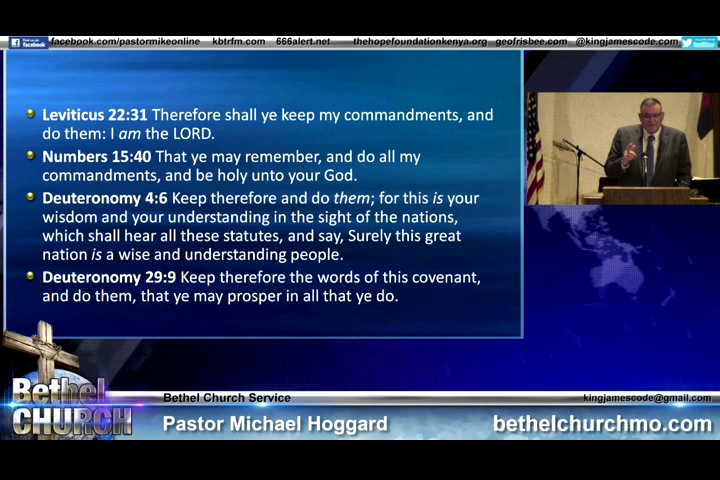 Find us on facebook
facebook.com/pastormikeonline kbtrfm.com 666alert.net thehopefoundationkenya.org geofrisbee.com @kingjamescode.com
Leviticus 22:31 Therefore shall ye keep my commandments, and
do them: I am the LORD.
Numbers 15:40 That ye may remember, and do all my
commandments, and be holy unto your God.
Deuteronomy 4:6 Keep therefore and do them; for this is your
wisdom and your understanding in the sight of the nations,
which shall hear all these statutes, and say, Surely this great
nation is a wise and understanding people.
Deuteronomy 29:9 Keep therefore the words of this covenant,
and do them, that ye may prosper in all that ye do.
Bethel
CHURCH
Bethel Church Service kingjamescode@gmail.com
Pastor Michael Hoggard bethelchurchmo.com